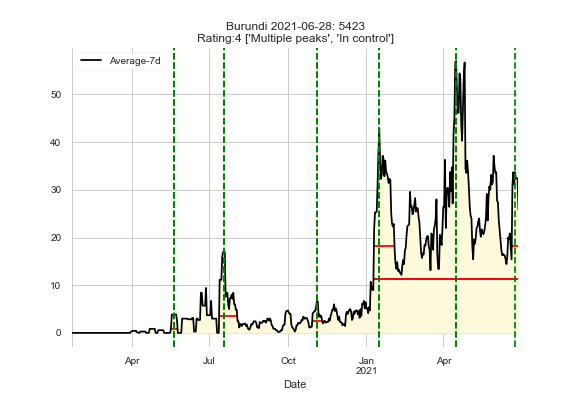 Burundi 2021-06-28: 5423
Rating:4 ['Multiple peaks', 'In control']
Average-7d
50
40
30
20
10
0
Apr
Jul
Oct
Jan
2021
Apr
Date